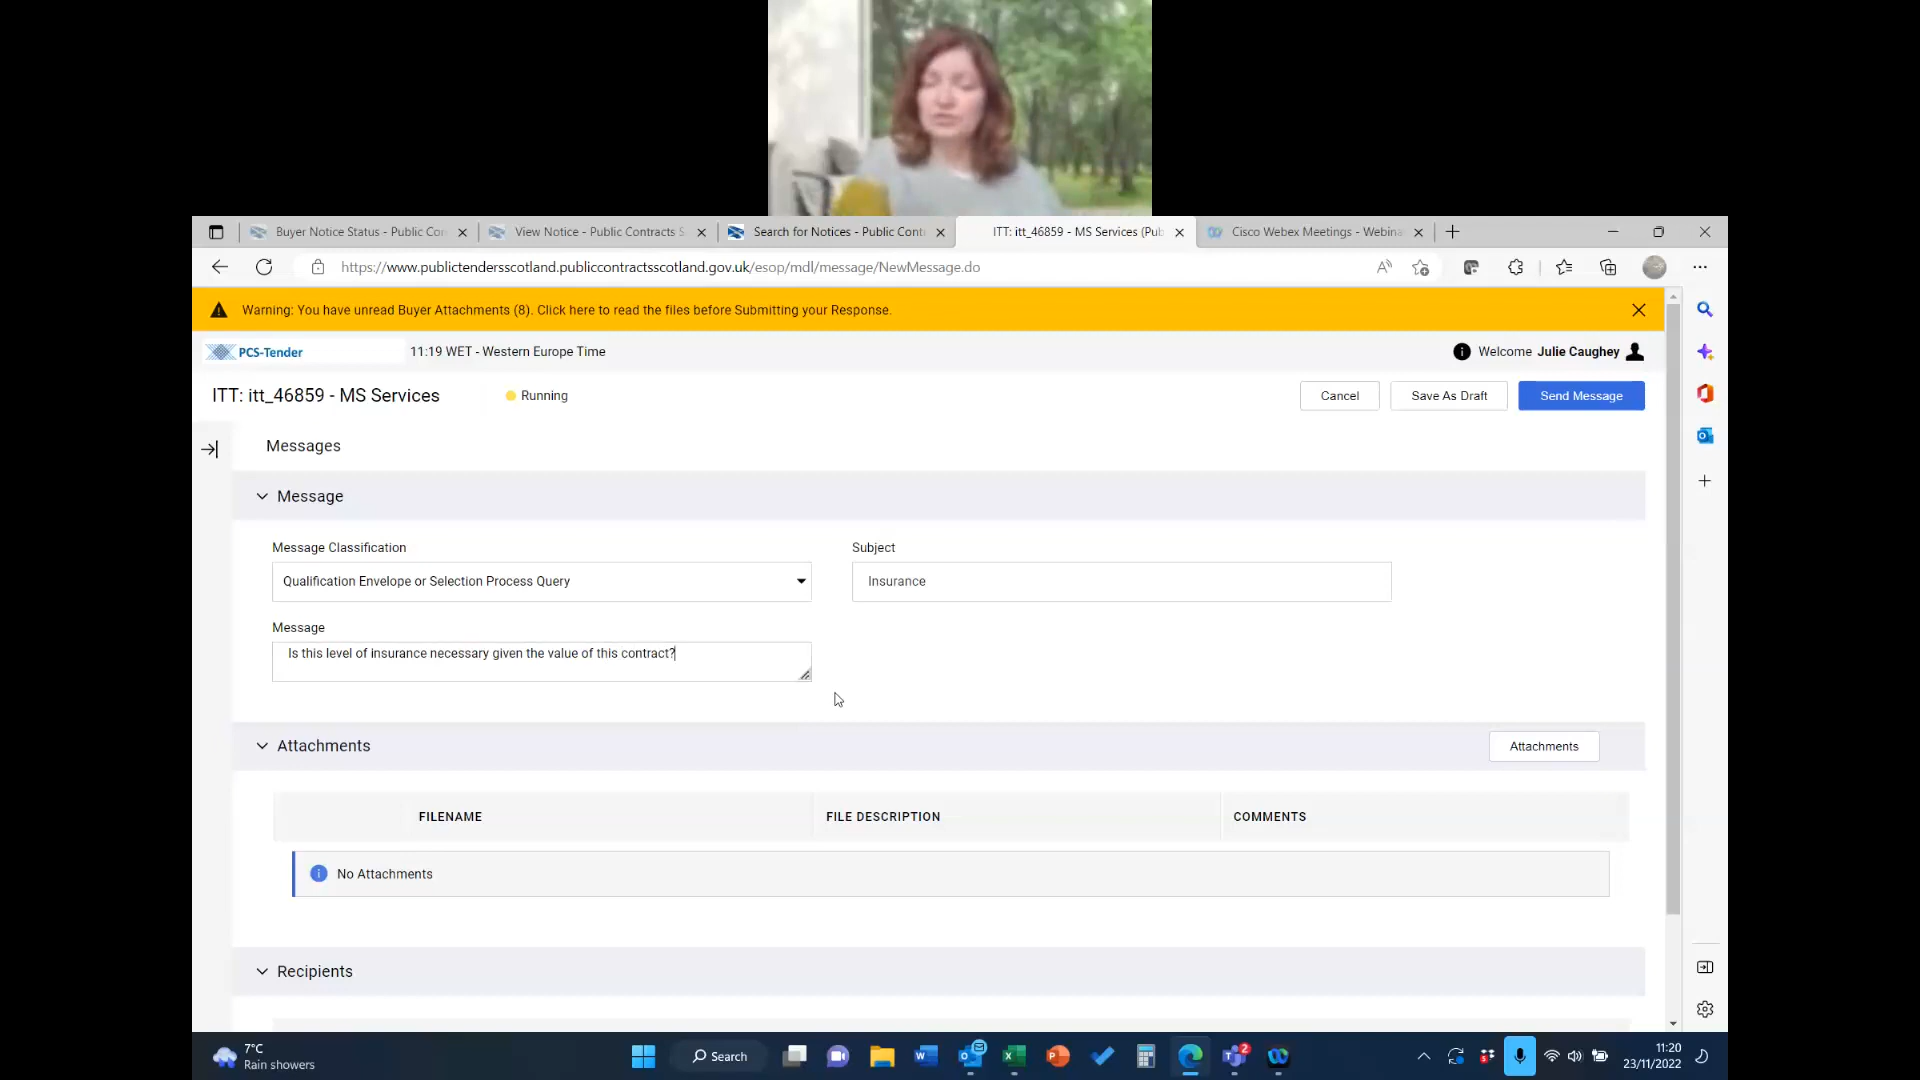 Buyer Notice Status - Public Con
View Notice - Public Contracts S
Search for Notices - Public Cont
ITT: itt_46859 - MS Services (Pub
Cisco Webex Meetings - Webina
https://www.publictendersscotland.publiccontractsscotland.gov.uk/esop/mdl/message/NewMessage.do
Warning: You have unread Buyer Attachments (8). Click here to read the files before Submitting your Response.
PCS-Tender
11:19 WET - Western Europe Time
Welcome Julie Caughey
ITT: itt_46859 - MS Services
Running
Cancel
Save As Draft
Send Message
Messages
Message
Message Classification
Subject
Qualification Envelope or Selection Process Query
Insurance
Message
Is this level of insurance necessary given the value of this contract?
Attachments
Attachments
FILENAME
FILE DESCRIPTION
COMMENTS
No Attachments
Recipients
7°C
Rain showers
Search
2
11:20
23/11/2022